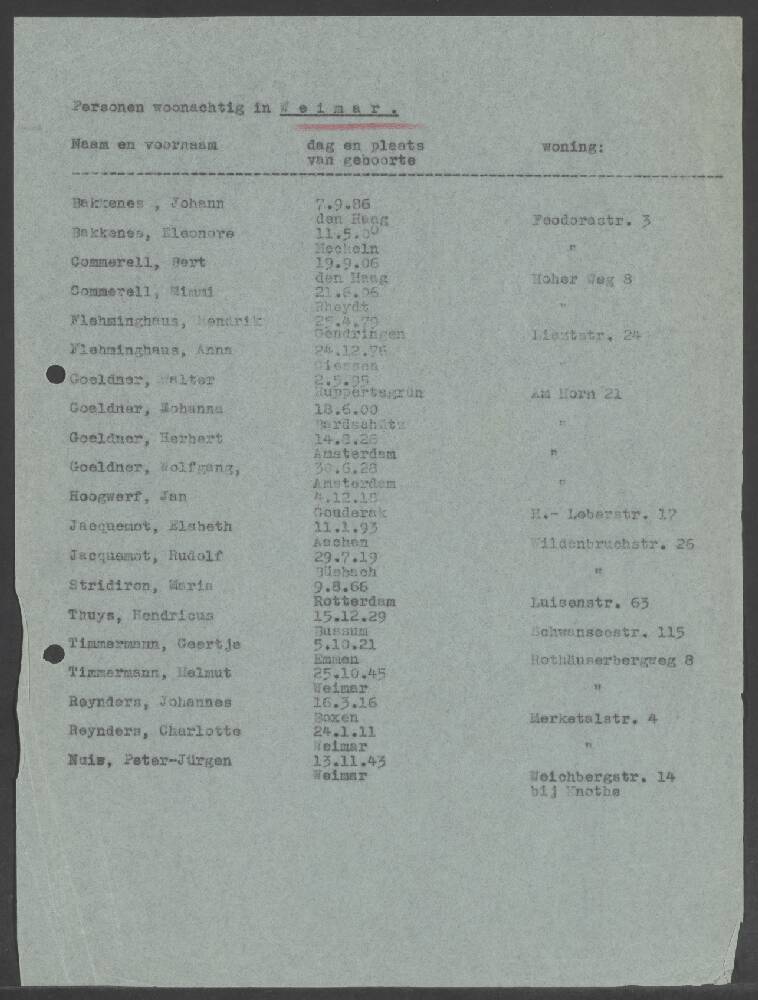 Personen woonachtig in W e i m a r .
Naam en voornaam dag en plaats woning:
van geboorte
Bakkenes , Johann 7.9.86
den Haag Feodorastr. 3
Bakkenes, Eleonore 11.5.
Mecheln "
Commerell, Bert 19.9.06
den Haag Hoher Weg 8
Commerell, Mimmi 21.6.06
Rheydt "
Flehminghaus, Hendrik 25.4.79
Gendringen Lisztstr. 24
Flehminghaus, Anna 24.12.76
Giessen "
Goeldner, Walter 2.5.95
Ruppertsgrün Am Horn 21
Goeldner, Johanna 18.6.00
"
Goeldner, Herbert 14.2.26
Amsterdam "
Goeldner, Wolfgang, 30.6.28
Amsterdam "
Hoogwerf, Jan 4.12.18
Gouderak H.- Loberstr. 17
Jacquemot, Elsbeth 11.1.93
Aachen Wildenbruchstr. 26
Jacquemot, Rudolf 29.7.19
Büsbach "
Stridiron, Maria 9.8.66
Rotterdam Luisenstr. 63
Thuys, Hendricus 15.12.29
Bussum Schwanseestr. 115
Timmermann, Geertje 5.10.21
Emmen Rothäuserbergweg 8
Timmermann, Helmut 25.10.45
Weimar "
Reynders, Johannes 16.3.16
Boxen Merketalstr. 4
Reynders, Charlotte 24.1.11
Weimar "
Nuis, Peter-Jürgen 13.11.43
Weimar Weichbergstr. 14
bij Knothe